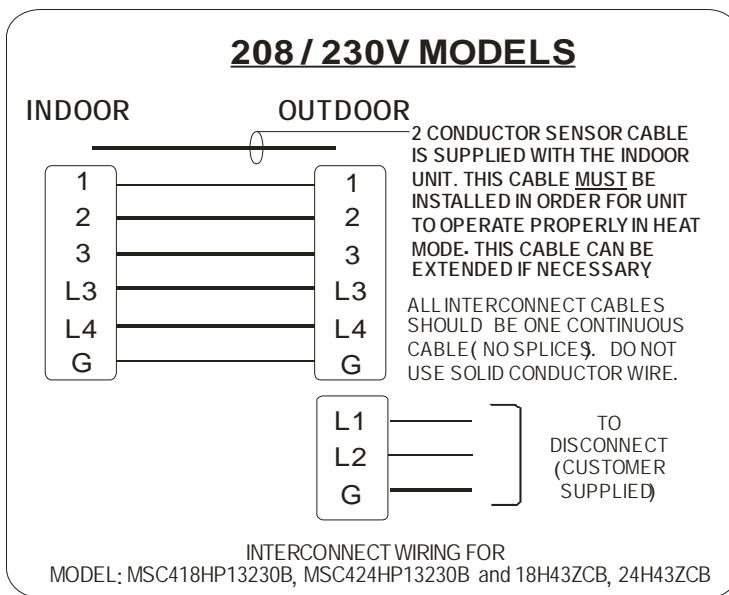 208 / 230V MODELS
INDOOR OUTDOOR
2 CONDUCTOR SENSOR CABLE
IS SUPPLIED WITH THE INDOOR
UNIT. THIS CABLE MUST BE
INSTALLED IN ORDER FOR UNIT
TO OPERATE PROPERLY IN HEAT
MODE. THIS CABLE CAN BE
EXTENDED IF NECESSARY.
1 1
2 2
3 3
L3 L3
L4 L4
G G
ALL INTERCONNECT CABLES
SHOULD BE ONE CONTINUOUS
CABLE( NO SPLICES). DO NOT
USE SOLID CONDUCTOR WIRE.
L1
L2
G
TO
DISCONNECT
(CUSTOMER
SUPPLIED)
INTERCONNECT WIRING FOR
MODEL: MSC418HP13230B, MSC424HP13230B and 18H43ZCB, 24H43ZCB